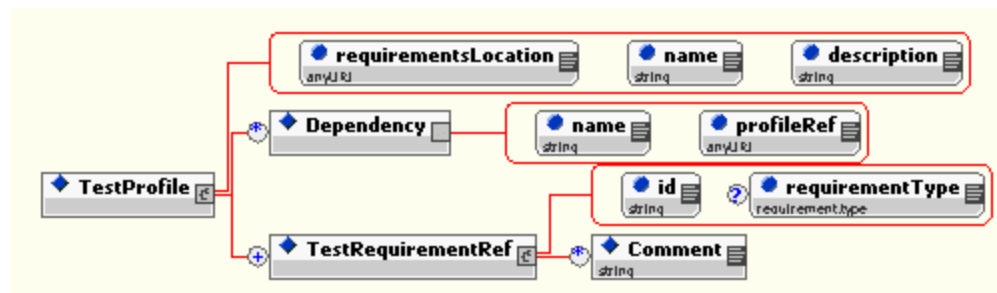 requirementsLocation
anyURI
name
string
description
string
* Dependency
name
string
profileRef
anyURI
TestProfile
id
string
? requirementType
requirement.type
+ TestRequirementRef
* Comment
string